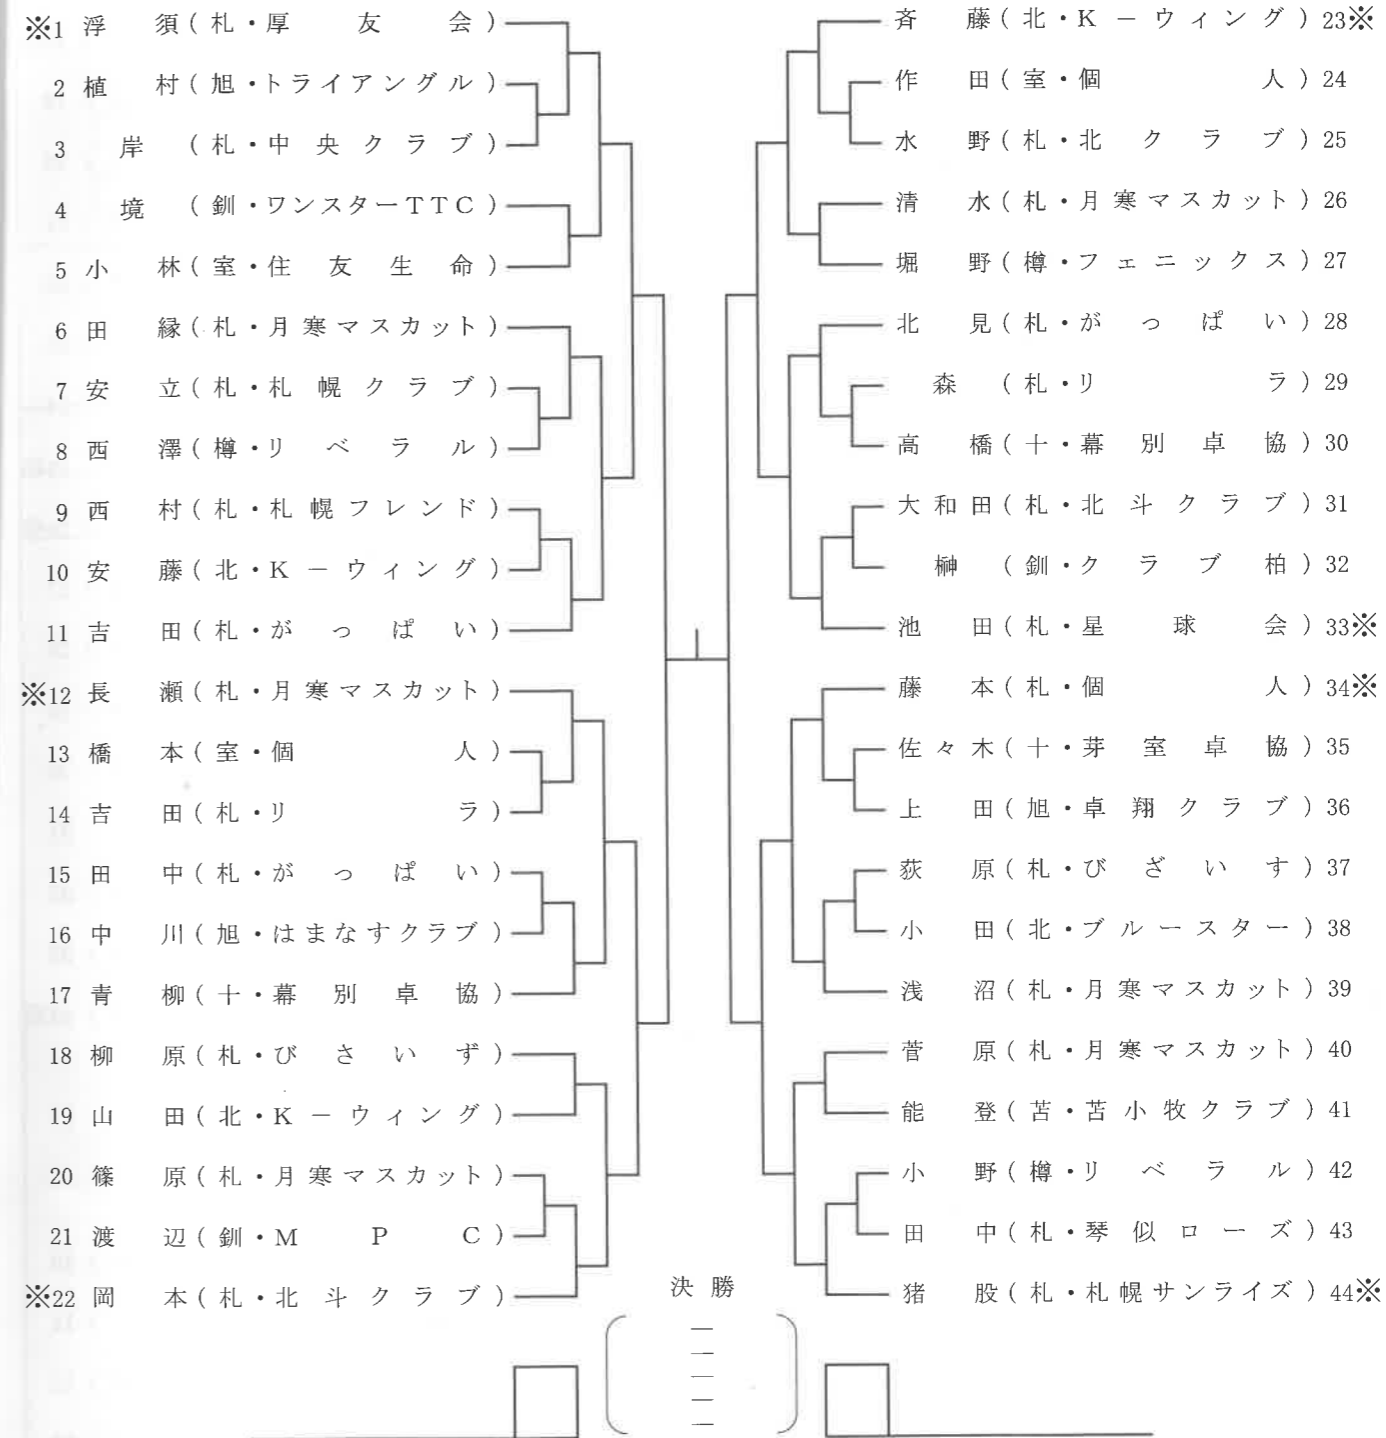 ※1 浮須(札・厚友会)
2 植村(旭・トライアングル)
3 岸(札・中央クラブ)
4 境(釧・ワンスターTTC)
5 小林(室・住友生命)
6 田縁(札・月寒マスカット)
7 安立(札・札幌クラブ)
8 西澤(樽・リベラル)
9 西村(札・札幌フレンド)
10 安藤(北・K－ウィング)
11 吉田(札・がっぱい)
※12 長瀬(札・月寒マスカット)
13 橋本(室・個人)
14 吉田(札・リラ)
15 田中(札・がっぱい)
16 中川(旭・はまなすクラブ)
17 青柳(十・幕別卓協)
18 柳原(札・びさいず)
19 山田(北・K－ウィング)
20 篠原(札・月寒マスカット)
21 渡辺(釧・MPC)
※22 岡本(札・北斗クラブ)
斉藤(北・K－ウィング)23※
作田(室・個人)24
水野(札・北クラブ)25
清水(札・月寒マスカット)26
堀野(樽・フェニックス)27
北見(札・がっぱい)28
森(札・リラ)29
高橋(十・幕別卓協)30
大和田(札・北斗クラブ)31
榊(釧・クラブ柏)32
池田(札・星球会)33※
藤本(札・個人)34※
佐々木(十・芽室卓協)35
上田(旭・卓翔クラブ)36
荻原(札・びざいす)37
小田(北・ブルースター)38
浅沼(札・月寒マスカット)39
菅原(札・月寒マスカット)40
能登(苫・苫小牧クラブ)41
小野(樽・リベラル)42
田中(札・琴似ローズ)43
猪股(札・札幌サンライズ)44※
決勝